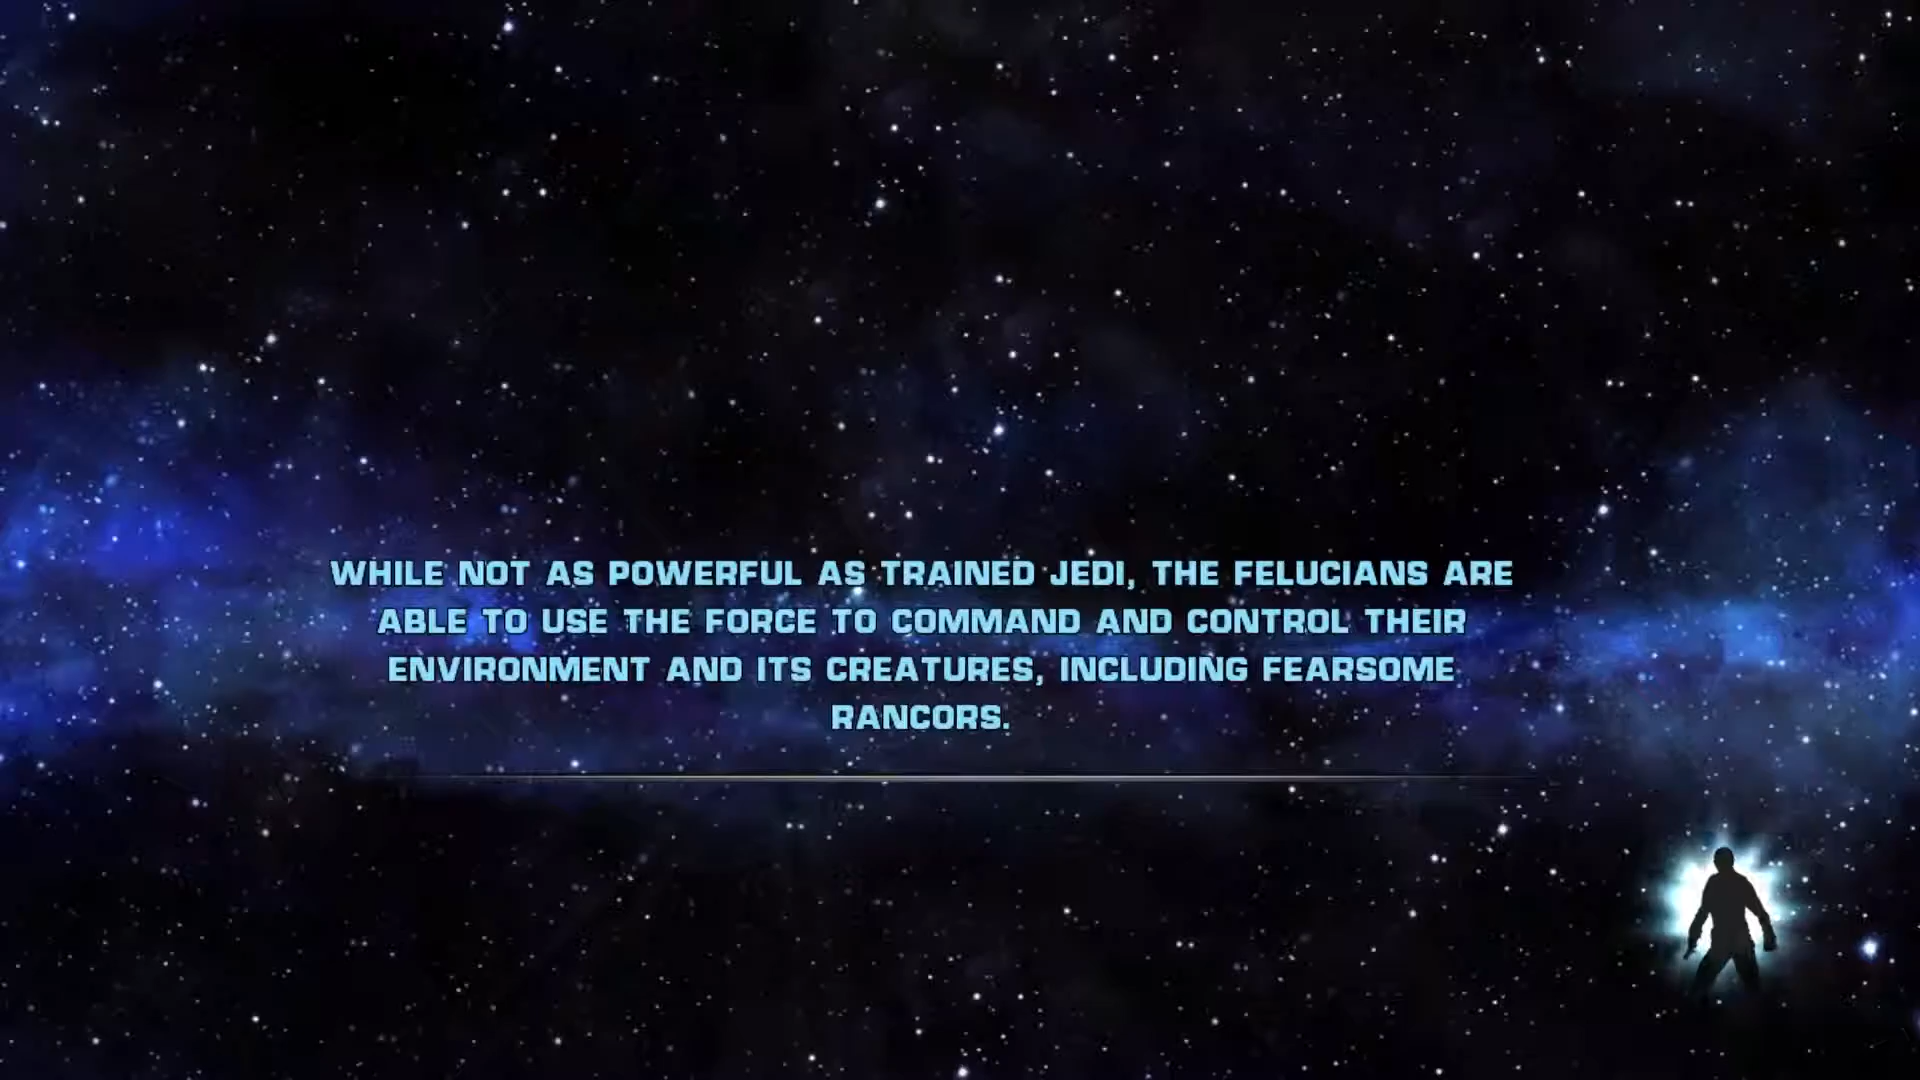 WHILE NOT AS POWERFUL AS TRAINED JEDI, THE FELUCIANS ARE
ABLE TO USE THE FORCE TO COMMAND AND CONTROL THEIR
ENVIRONMENT AND ITS CREATURES, INCLUDING FEARSOME
RANCORS.